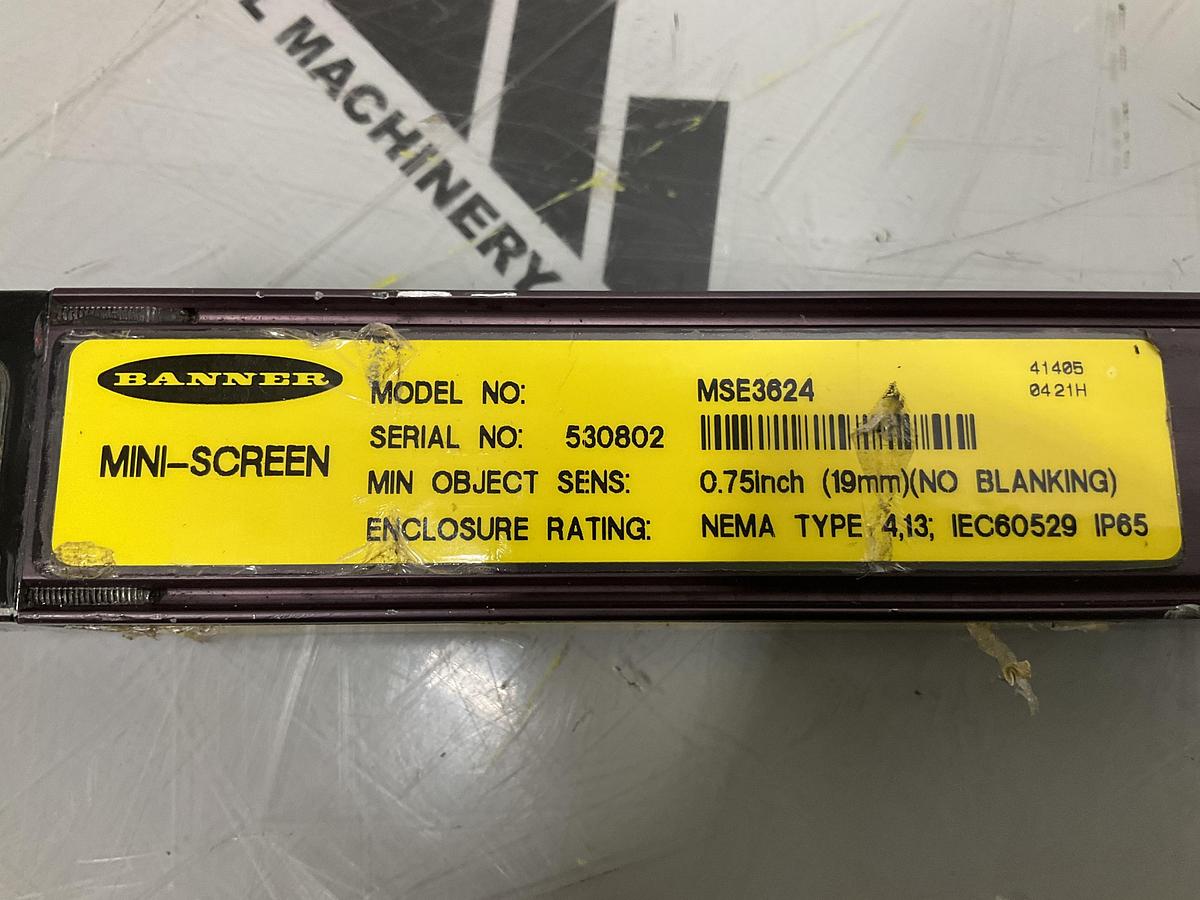 L MACHINERY
BANNER
MINI-SCREEN
MODEL NO: MSE3624
SERIAL NO: 530802
MIN OBJECT SENS: 0.75inch (19mm)(NO BLANKING)
ENCLOSURE RATING: NEMA TYPE 4,13; IEC60529 IP65
41405
0421H